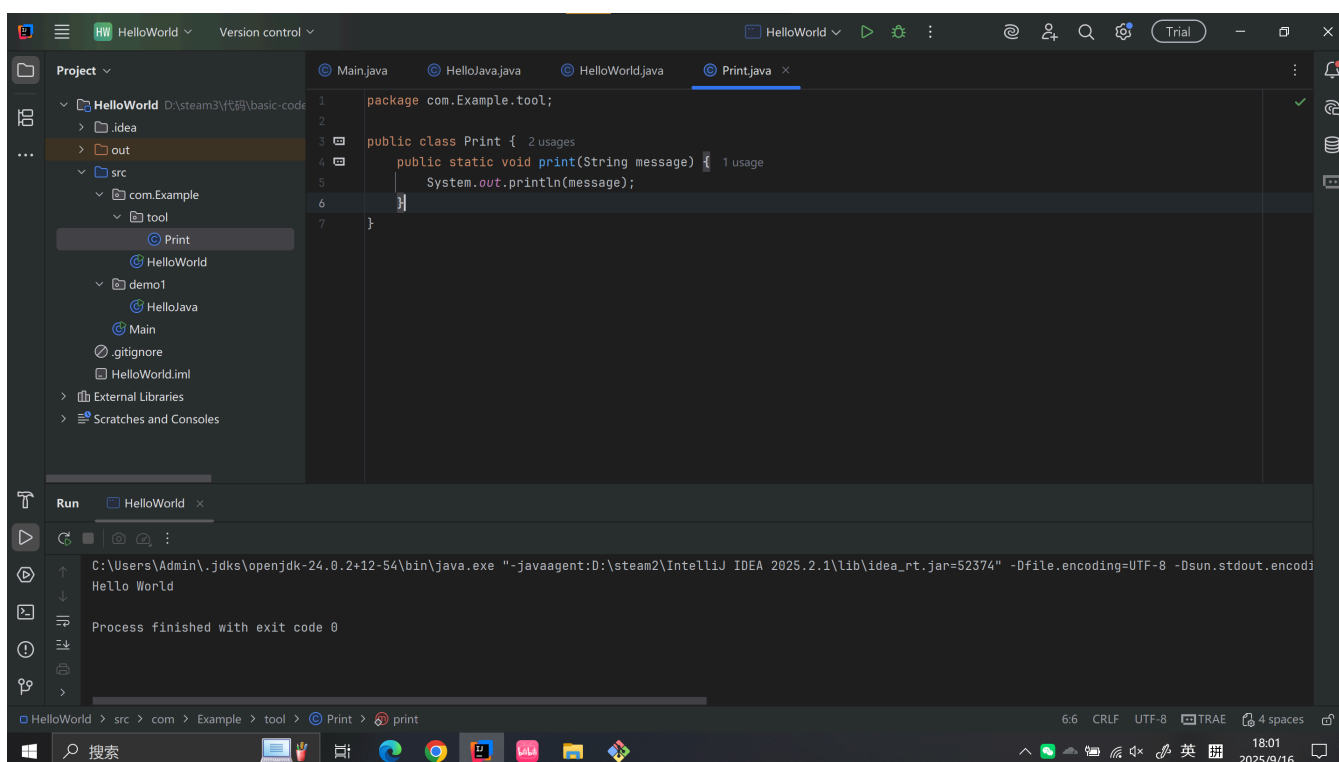 HW HelloWorld Version control HelloWorld Trial
Project Main.java HelloJava.java HelloWorld.java Print.java
HelloWorld D:\steam3\代码\basic-code
.idea
out
src
com.Example
tool
Print
HelloWorld
demo1
HelloJava
Main
.gitignore
HelloWorld.iml
External Libraries
Scratches and Consoles
1 package com.Example.tool;
2
3 public class Print { 2 usages
4 public static void print(String message) { 1 usage
5 System.out.println(message);
6 }
7 }
Run HelloWorld
C:\Users\Admin\.jdks\openjdk-24.0.2+12-54\bin\java.exe "-javaagent:D:\steam2\IntelliJ IDEA 2025.2.1\lib\idea_rt.jar=52374" -Dfile.encoding=UTF-8 -Dsun.stdout.encodi
Hello World
Process finished with exit code 0
HelloWorld > src > com > Example > tool > Print > print 6:6 CRLF UTF-8 TRAE 4 spaces
搜索 英 18:01
2025/9/16